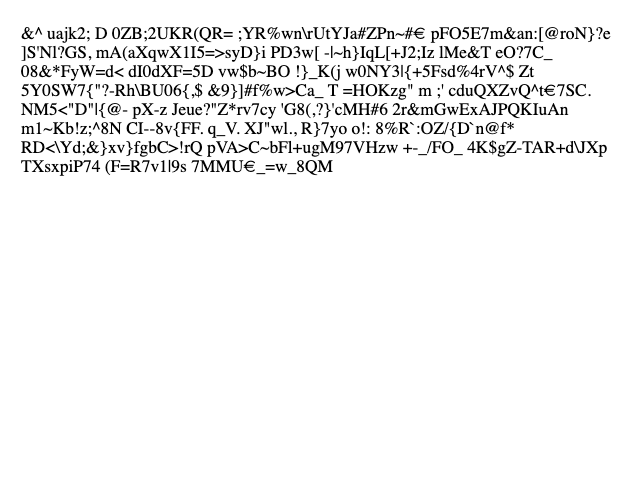 &^ uajk2; D 0ZB;2UKR(QR= ;YR%wn\rUtYJa#ZPn~#€ pFO5E7m&an:[@roN}?e
]S'Nl?GS, mA(aXqwX1I5=>syD}i PD3w[ -|~h}IqL[+J2;Iz lMe&T eO?7C_
08&*FyW=d< dI0dXF=5D vw$b~BO !}_K(j w0NY3|{+5Fsd%4rV^$ Zt
5Y0SW7{"?-Rh\BU06{,$ &9}]#f%w>Ca_ T =HOKzg" m ;' cduQXZvQ^t€7SC.
NM5<"D"|{@- pX-z Jeue?"Z*rv7cy 'G8(,?}'cMH#6 2r&mGwExAJPQKIuAn
m1~Kb!z;^8N CI--8v{FF. q_V. XJ"wl., R}7yo o!: 8%R`:OZ/{D`n@f*
RD<\Yd;&}xv}fgbC>!rQ pVA>C~bFl+ugM97VHzw +-_/FO_ 4K$gZ-TAR+d\JXp
TXsxpiP74 (F=R7v1|9s 7MMU€_=w_8QM